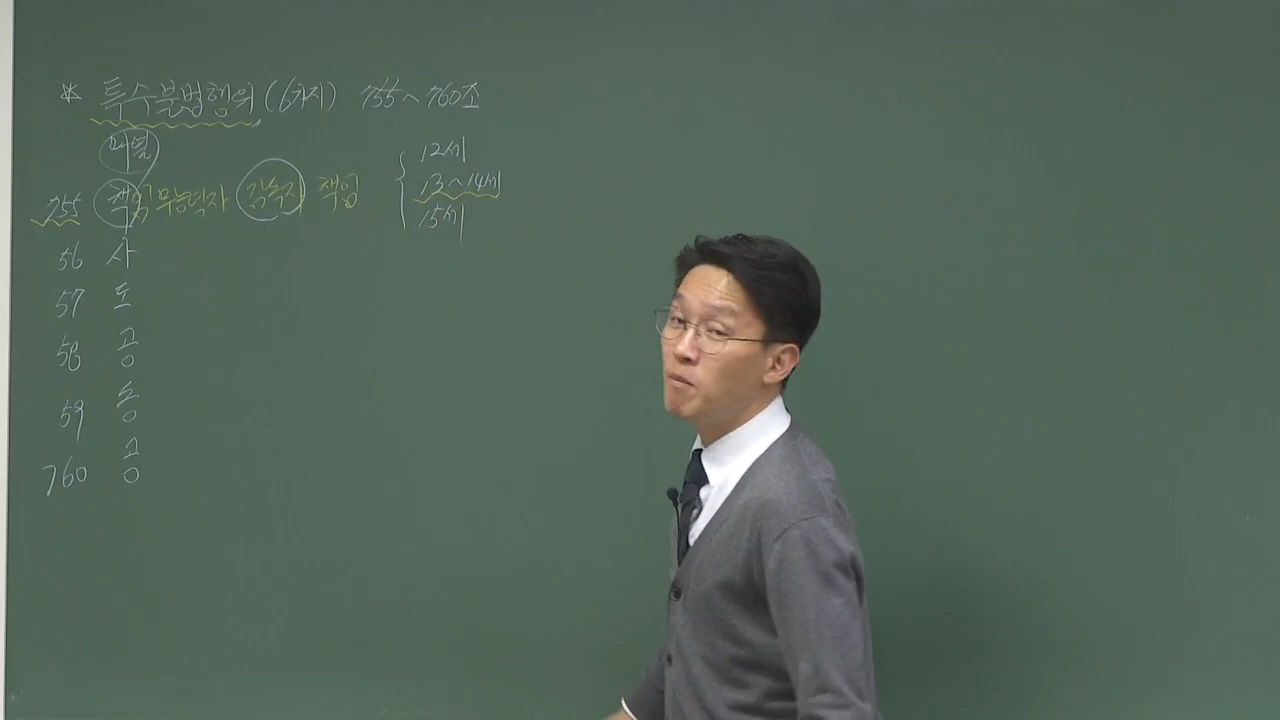 * 특수불법행위 (6가지) 755~760조
755 책임무능력자 감독자 책임
12세
13~14세
15세
56 사
57 도
58 공
59 동
760 공